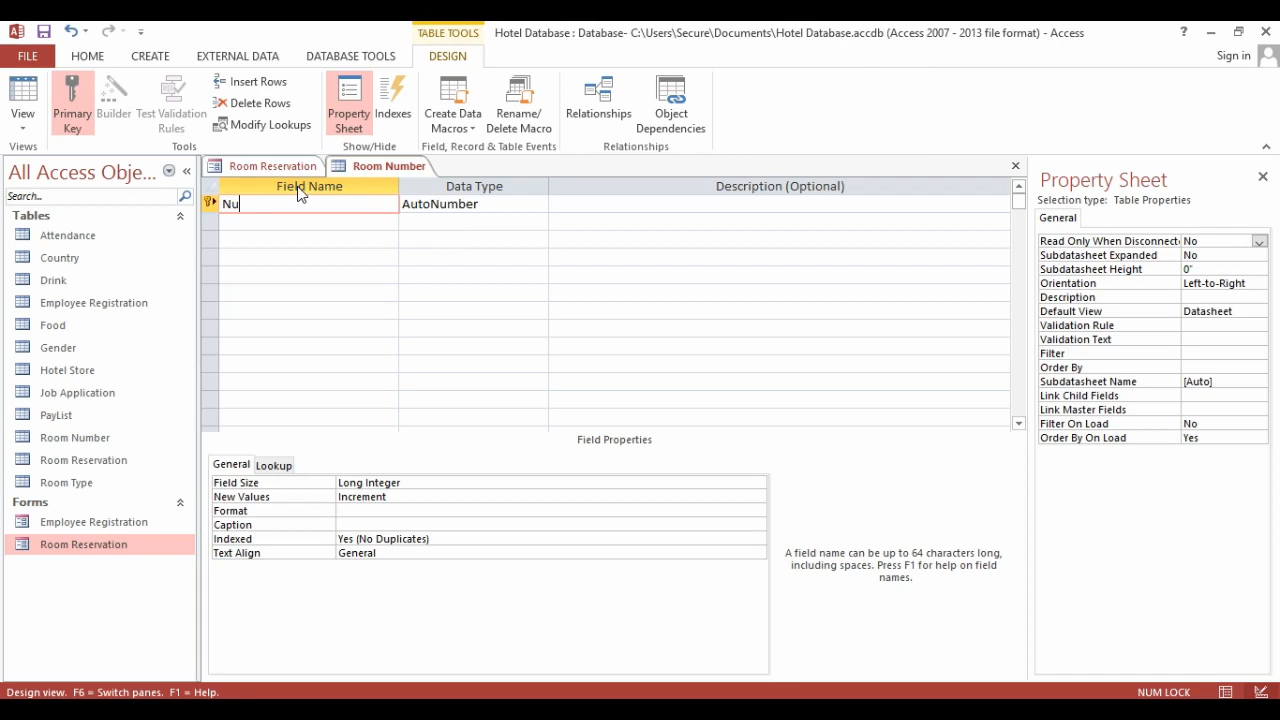 TABLE TOOLS
Hotel Database : Database- C:\Users\Secure\Documents\Hotel Database.accdb (Access 2007 - 2013 file format) - Access
?
FILE
HOME
CREATE
EXTERNAL DATA
DATABASE TOOLS
DESIGN
Sign in
View
Primary Key
Builder
Test Validation Rules
Insert Rows
Delete Rows
Modify Lookups
Property Sheet
Indexes
Create Data Macros
Rename/ Delete Macro
Relationships
Object Dependencies
Views
Tools
Show/Hide
Field, Record & Table Events
Relationships
All Access Obje...
Search...
Tables
Attendance
Country
Drink
Employee Registration
Food
Gender
Hotel Store
Job Application
PayList
Room Number
Room Reservation
Room Type
Forms
Employee Registration
Room Reservation
Room Reservation
Room Number
Field Name
Data Type
Description (Optional)
Nu
AutoNumber
Field Properties
General
Lookup
Field Size Long Integer
New Values Increment
Format
Caption
Indexed Yes (No Duplicates)
Text Align General
A field name can be up to 64 characters long,
including spaces. Press F1 for help on field
names.
Property Sheet
Selection type: Table Properties
General
Read Only When Disconnect No
Subdatasheet Expanded No
Subdatasheet Height 0"
Orientation Left-to-Right
Description
Default View Datasheet
Validation Rule
Validation Text
Filter
Order By
Subdatasheet Name [Auto]
Link Child Fields
Link Master Fields
Filter On Load No
Order By On Load Yes
Design view. F6 = Switch panes. F1 = Help.
NUM LOCK